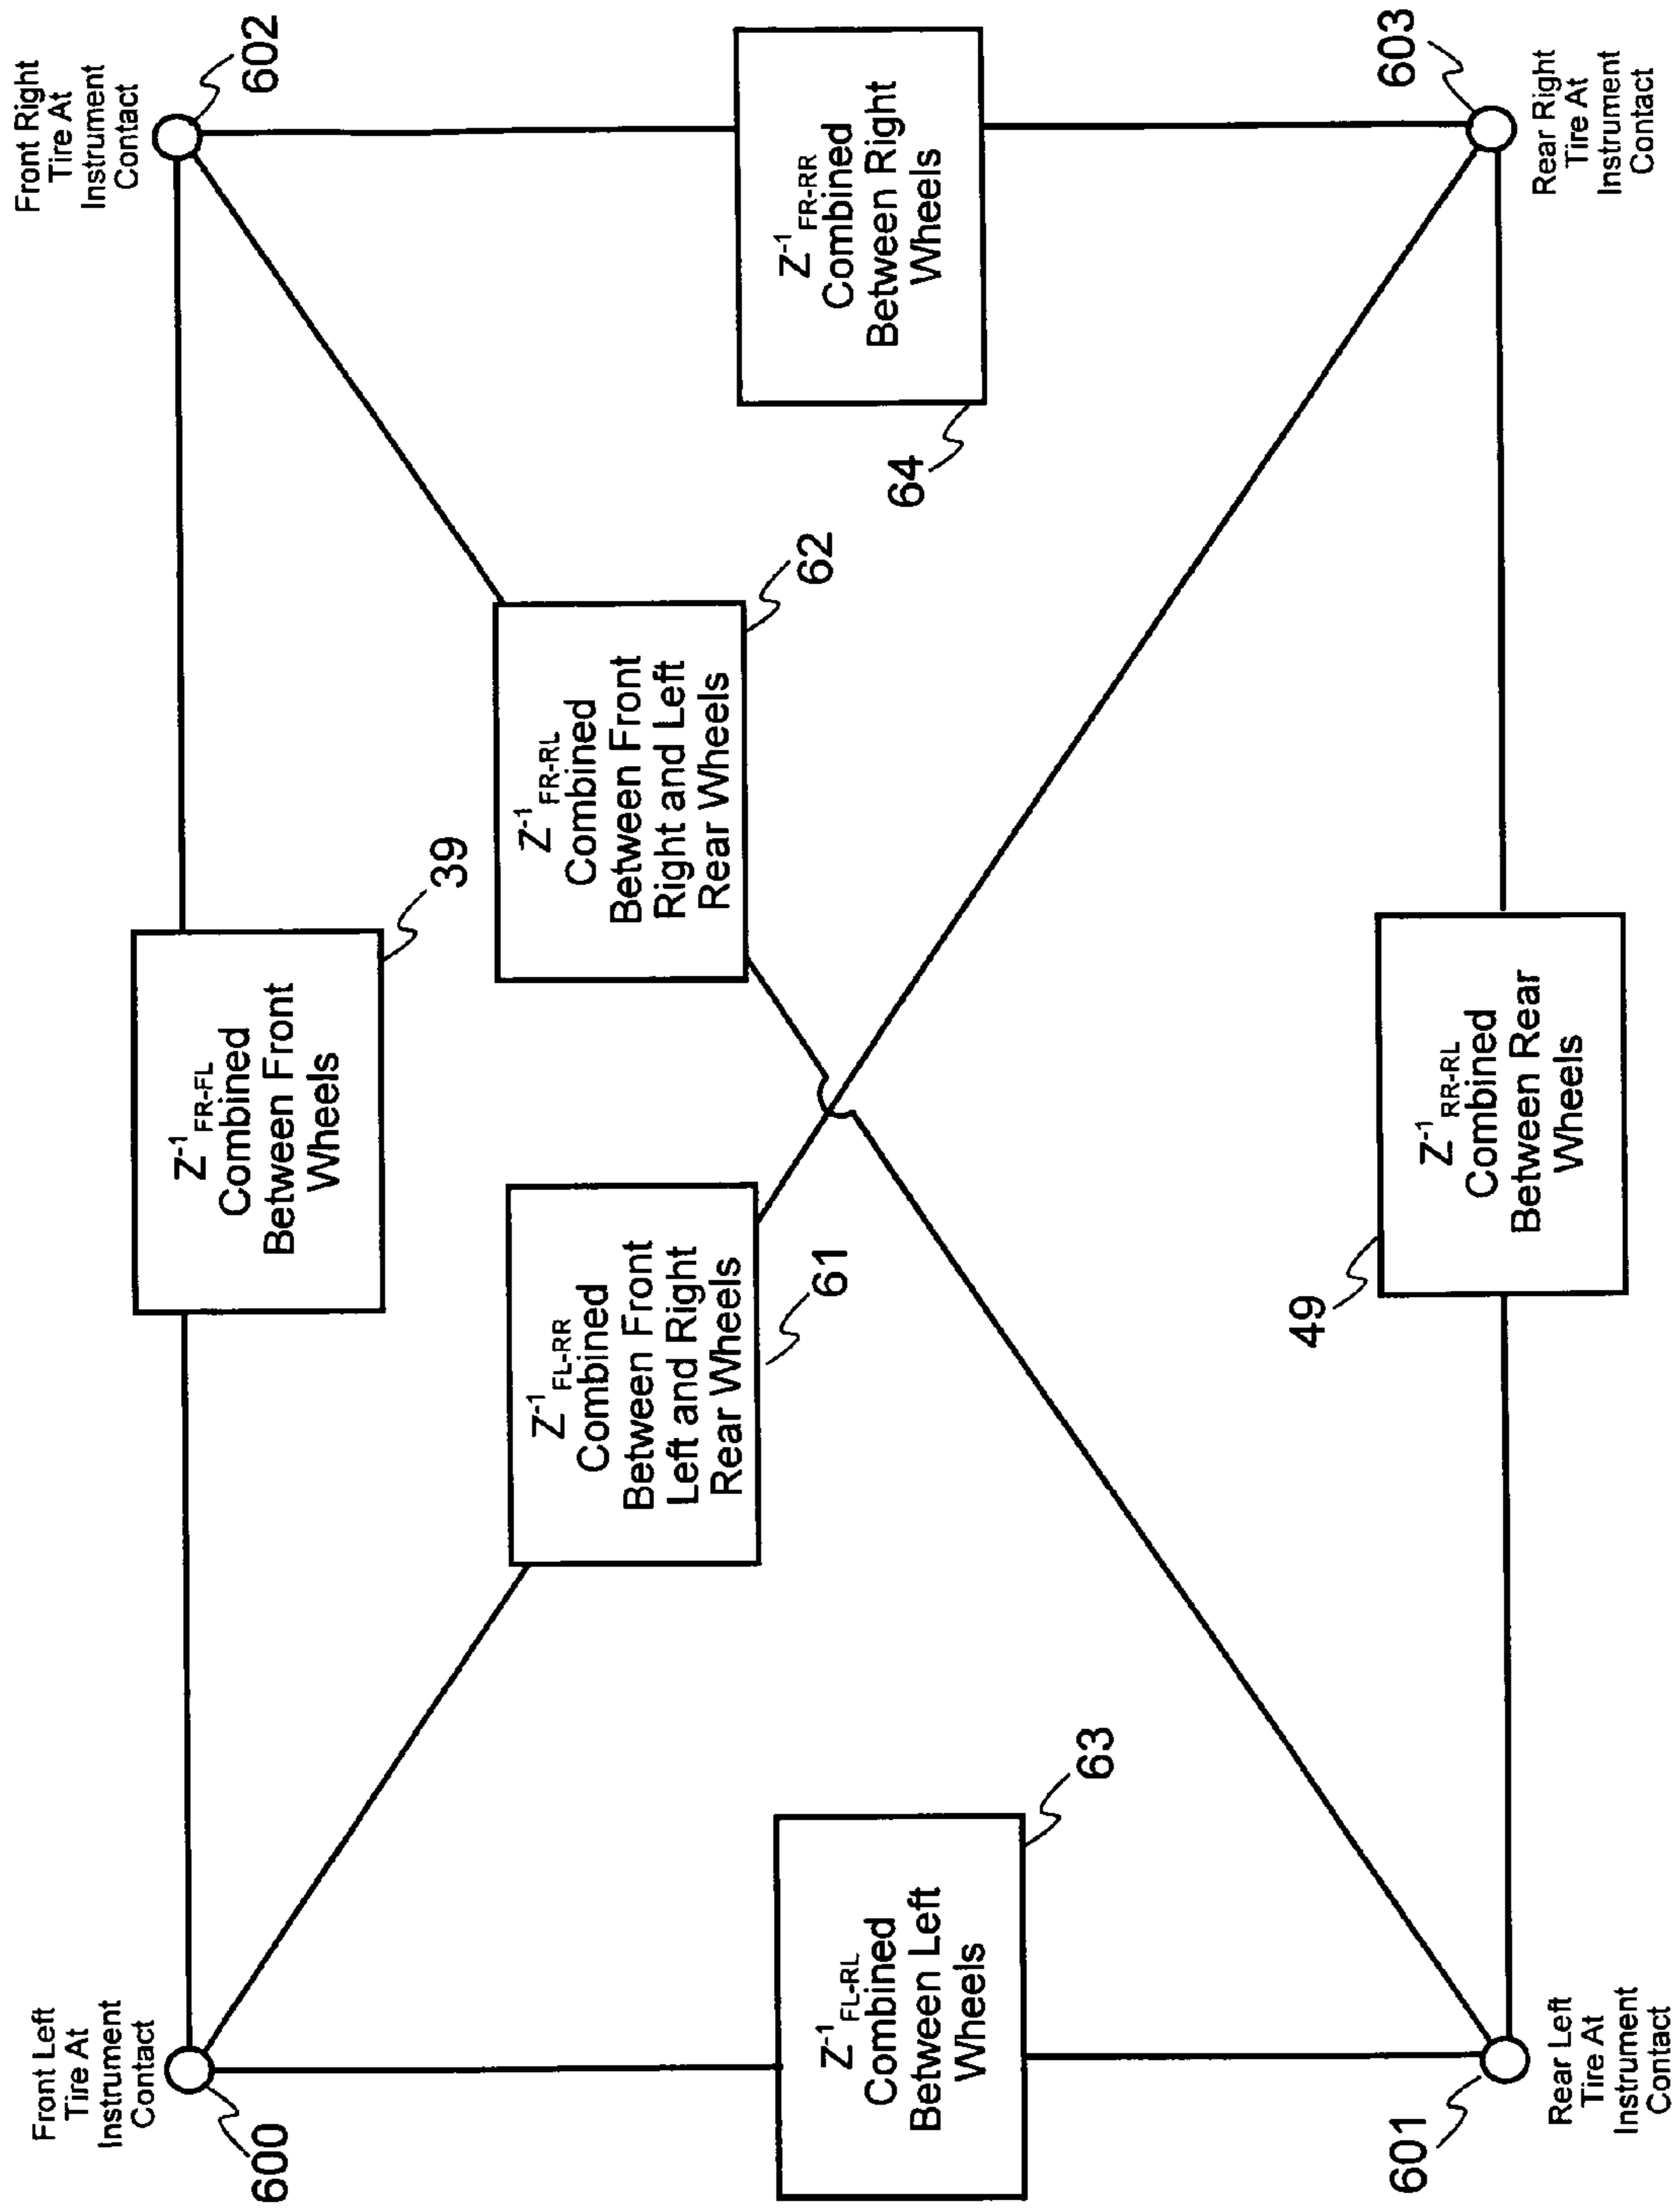 Front Left
Tire At
Instrument
Contact
600
Z⁻¹FR-FL
Combined
Between Front
Wheels
39
Front Right
Tire At
Instrument
Contact
602
Z⁻¹FL-RR
Combined
Between Front
Left and Right
Rear Wheels
61
Z⁻¹FR-RL
Combined
Between Front
Right and Left
Rear Wheels
62
Z⁻¹FL-RL
Combined
Between Left
Wheels
63
Z⁻¹FR-RR
Combined
Between Right
Wheels
64
Rear Left
Tire At
Instrument
Contact
601
Z⁻¹RR-RL
Combined
Between Rear
Wheels
49
Rear Right
Tire At
Instrument
Contact
603